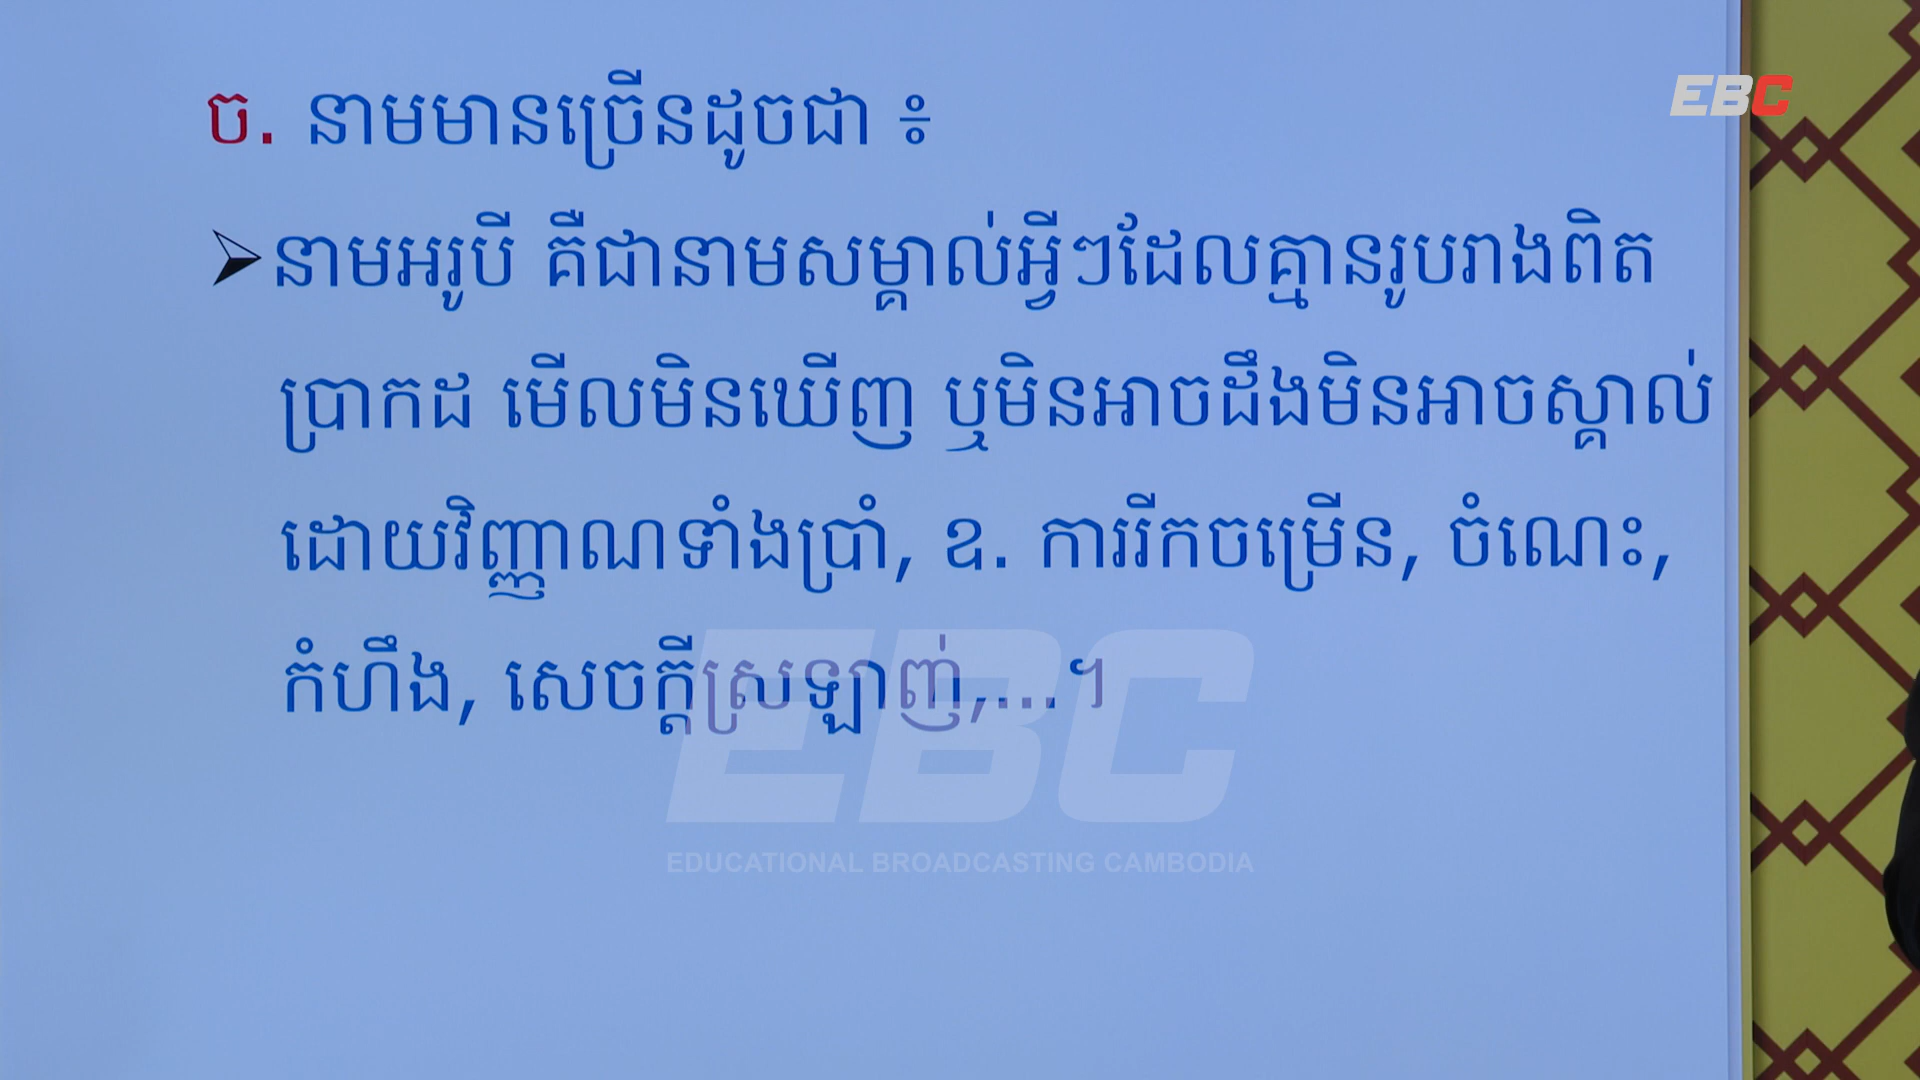 EBC
ច. នាមមានច្រើនដូចជា ៖
➢នាមអរូបី គឺជានាមសម្គាល់អ្វីៗដែលគ្មានរូបរាងពិត
ប្រាកដ មើលមិនឃើញ ឬមិនអាចដឹងមិនអាចស្គាល់
ដោយវិញ្ញាណទាំងប្រាំ, ឧ. ការរីកចម្រើន, ចំណេះ,
កំហឹង, សេចក្តីស្រឡាញ់,...។
EBC
EDUCATIONAL BROADCASTING CAMBODIA